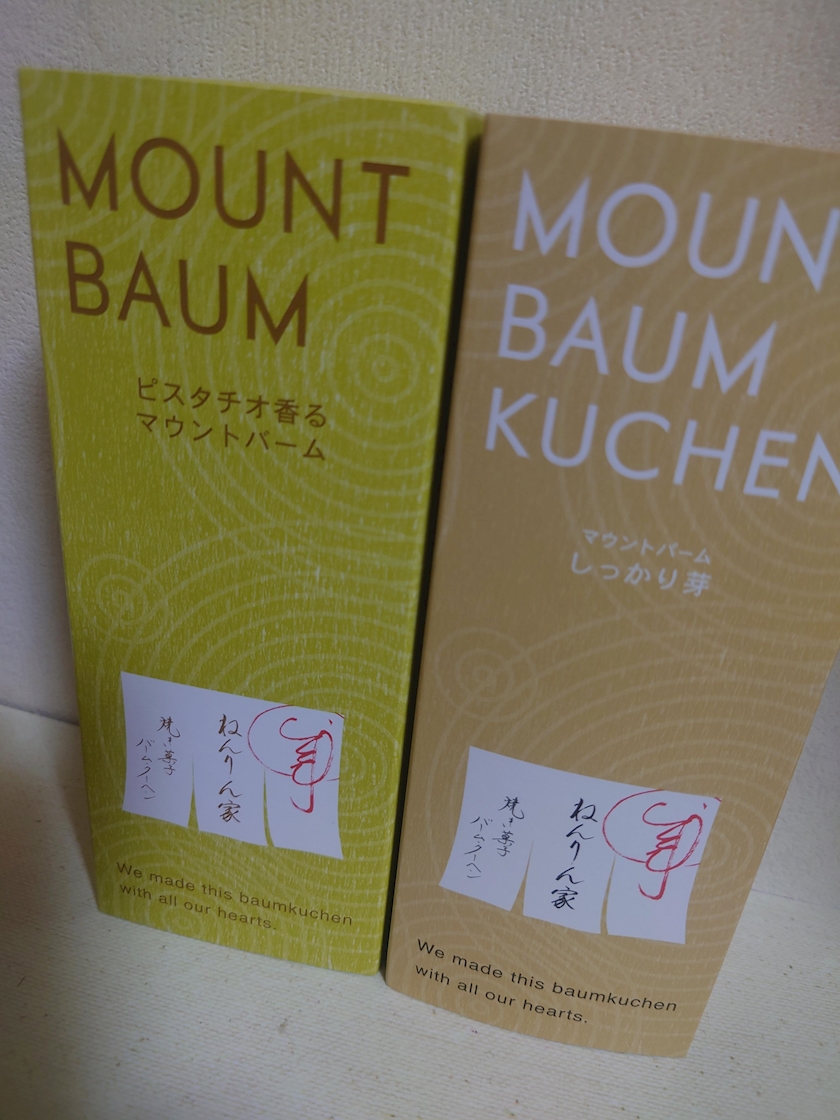 MOUNT
BAUM
ピスタチオ香る
マウントバーム
芽
ねんりん家
焼き菓子
バームクーヘン
We made this baumkuchen
with all our hearts.
MOUN
BAUM
KUCHEN
マウントバーム
しっかり芽
芽
ねんりん家
焼き菓子
バームクーヘン
We made this baumkuchen
with all our hearts.